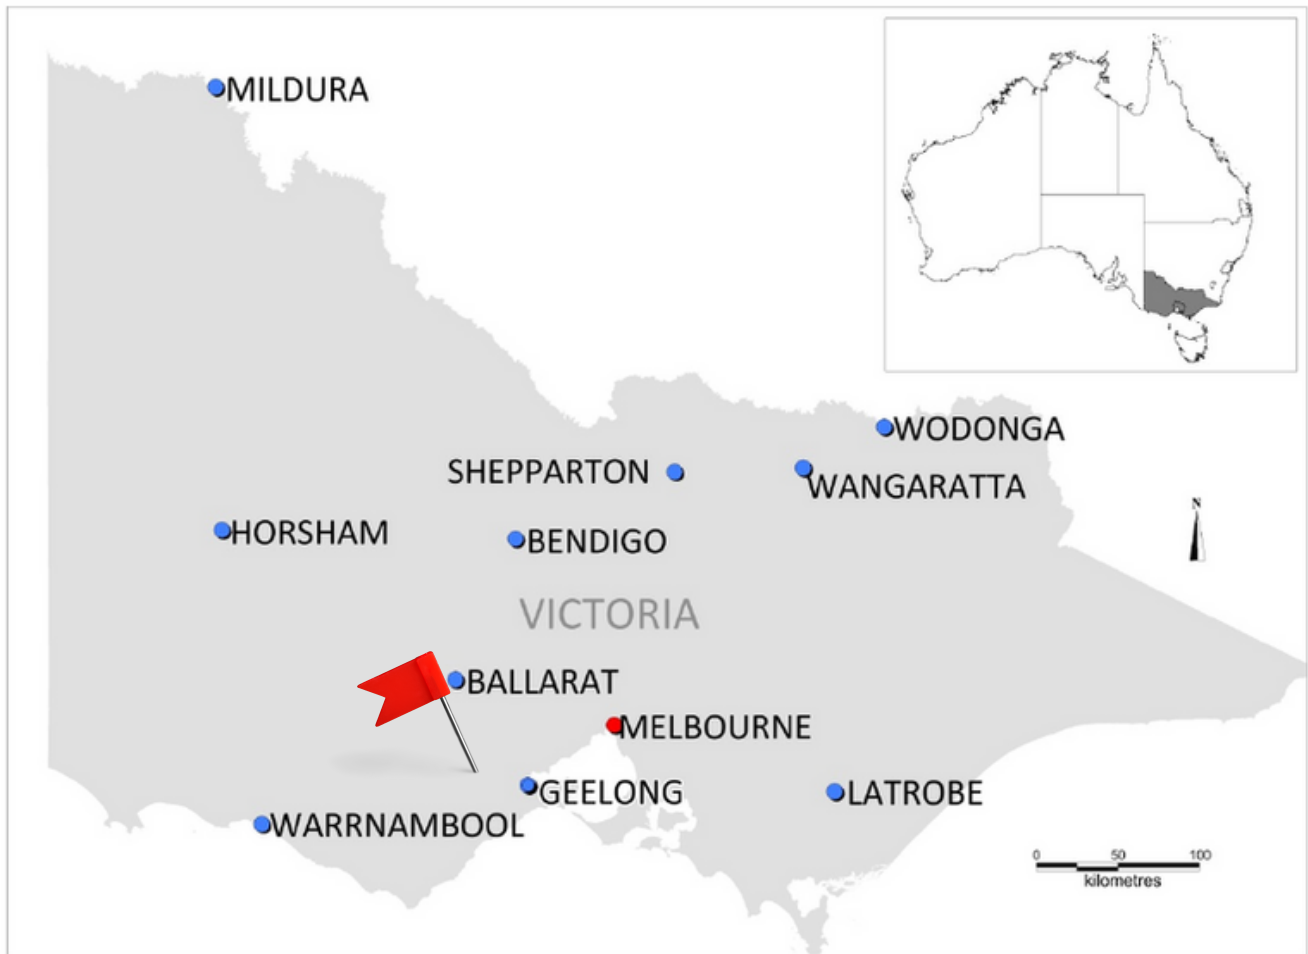 MILDURA
N
WODONGA
SHEPPARTON
WANGARATTA
HORSHAM
BENDIGO
VICTORIA
BALLARAT
MELBOURNE
GEELONG
LATROBE
WARRNAMBOOL
0 50 100
kilometres